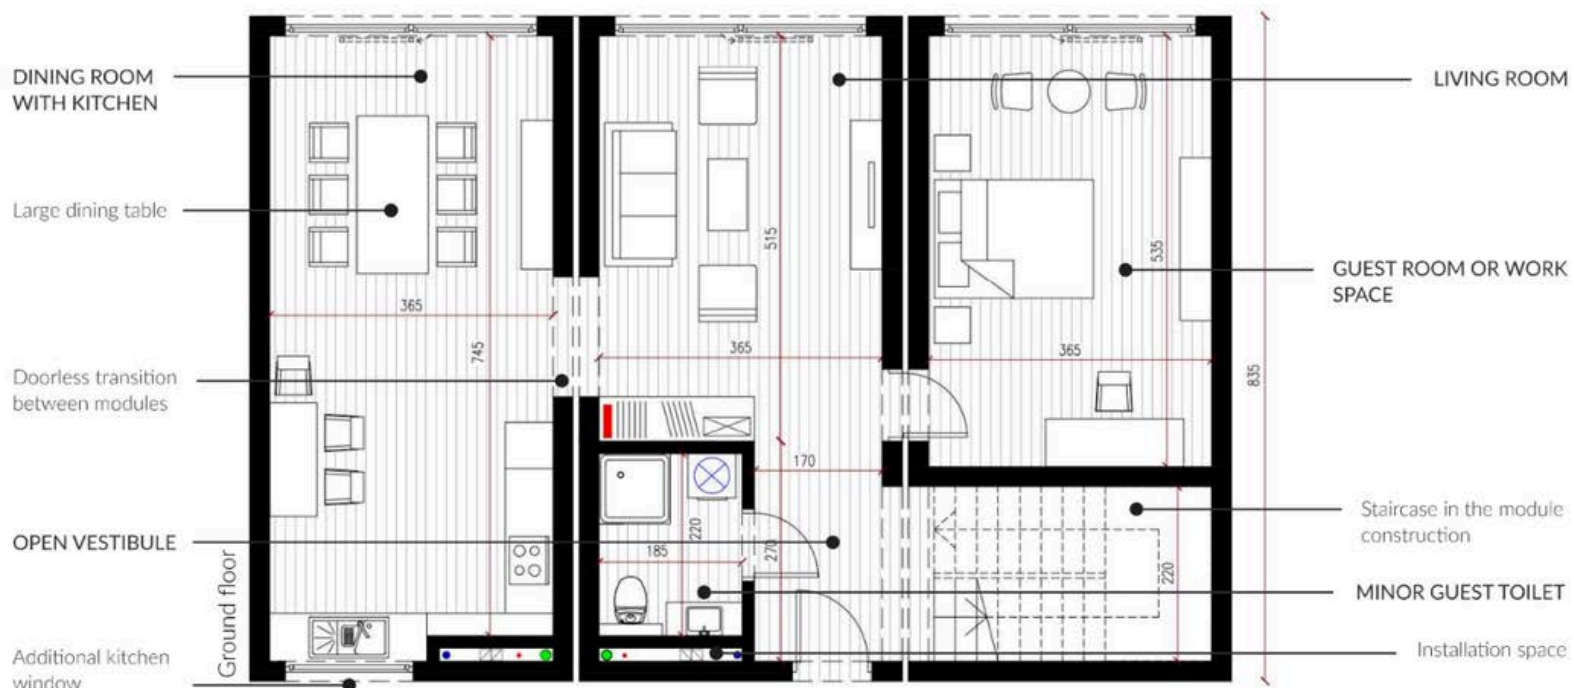 DINING ROOM
WITH KITCHEN
Large dining table
Doorless transition
between modules
OPEN VESTIBULE
Additional kitchen
window
Ground floor
365
745
515
365
170
185
220
270
535
365
220
835
LIVING ROOM
GUEST ROOM OR WORK
SPACE
Staircase in the module
construction
MINOR GUEST TOILET
Installation space